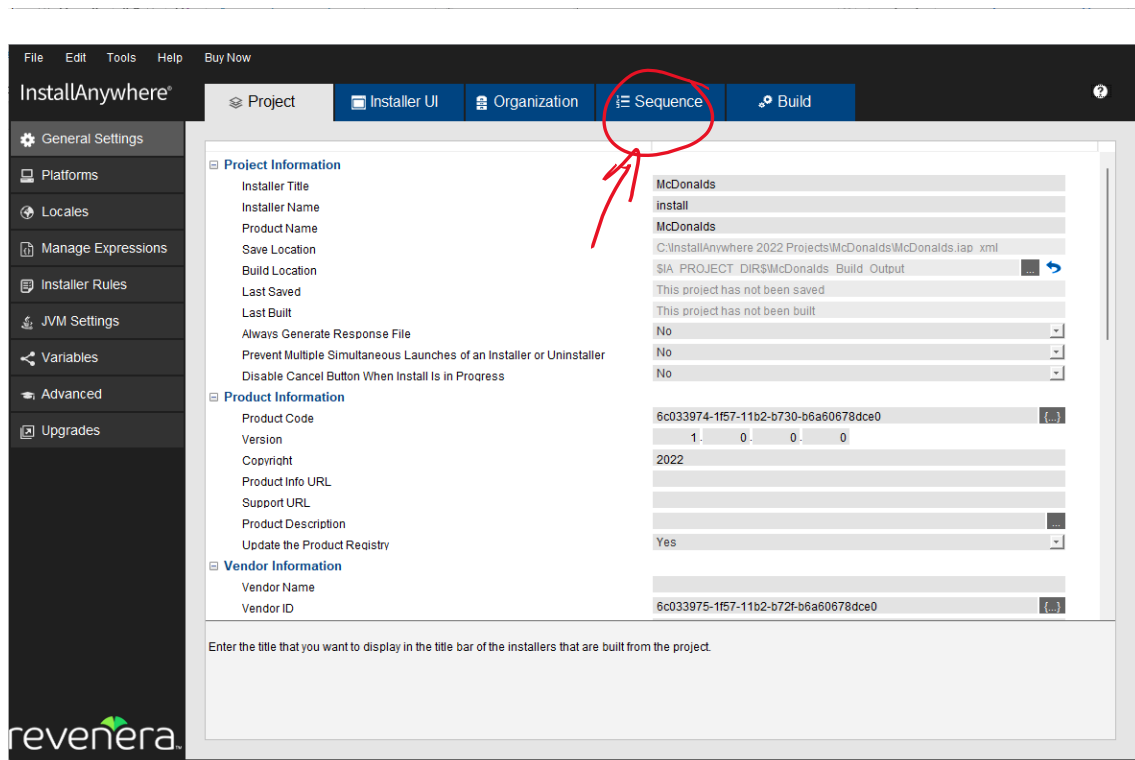 File Edit Tools Help Buy Now
InstallAnywhere®
Project Installer UI Organization Sequence Build
General Settings
Platforms
Locales
Manage Expressions
Installer Rules
JVM Settings
Variables
Advanced
Upgrades
Project Information
Installer Title McDonalds
Installer Name install
Product Name McDonalds
Save Location C:\InstallAnywhere 2022 Projects\McDonalds\McDonalds.iap_xml
Build Location $IA_PROJECT_DIR$\McDonalds_Build_Output ...
Last Saved This project has not been saved
Last Built This project has not been built
Always Generate Response File No
Prevent Multiple Simultaneous Launches of an Installer or Uninstaller No
Disable Cancel Button When Install Is in Progress No
Product Information
Product Code 6c033974-1f57-11b2-b730-b6a60678dce0 {...}
Version 1. 0. 0. 0
Copyright 2022
Product Info URL
Support URL
Product Description ...
Update the Product Registry Yes
Vendor Information
Vendor Name
Vendor ID 6c033975-1f57-11b2-b72f-b6a60678dce0 {...}
Enter the title that you want to display in the title bar of the installers that are built from the project.
revenera™